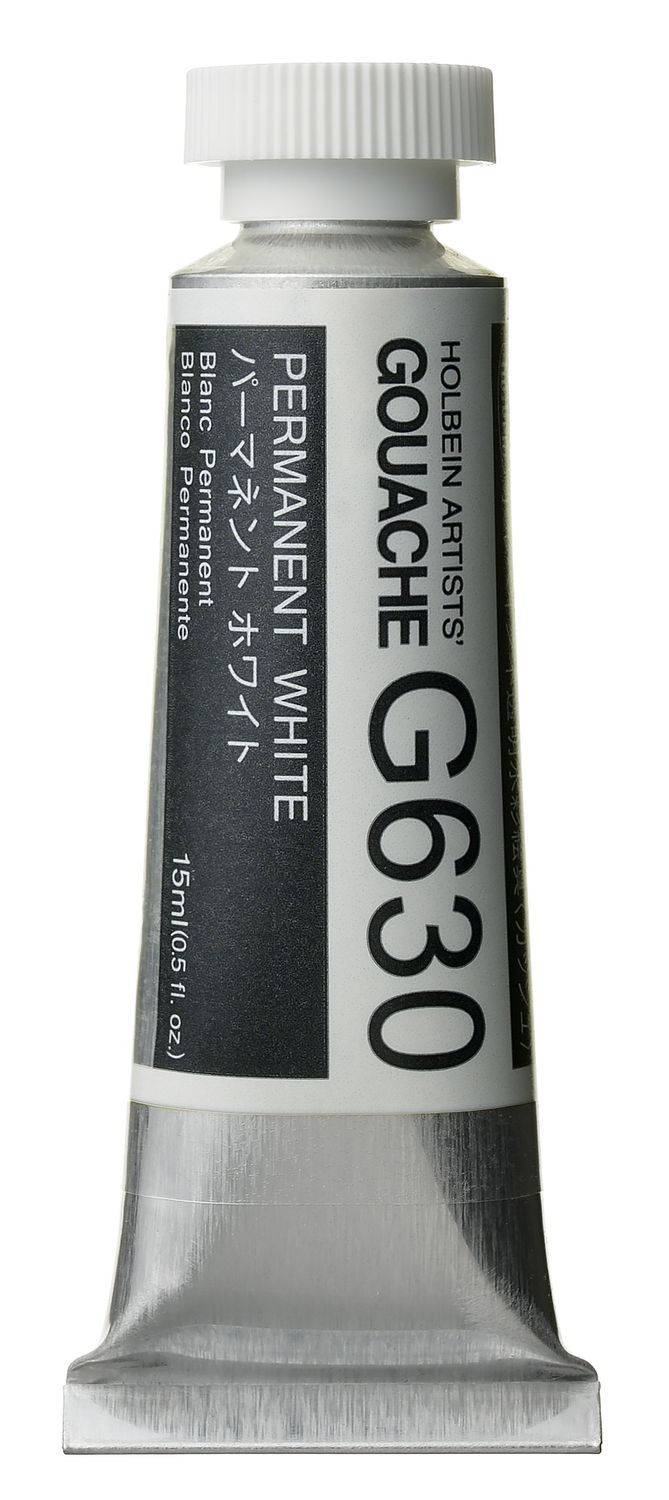 HOLBEIN ARTISTS'
GOUACHE G630
PERMANENT WHITE
パーマネント ホワイト
Blanc Permanent
Blanco Permanente
15ml(0.5 fl. oz.)